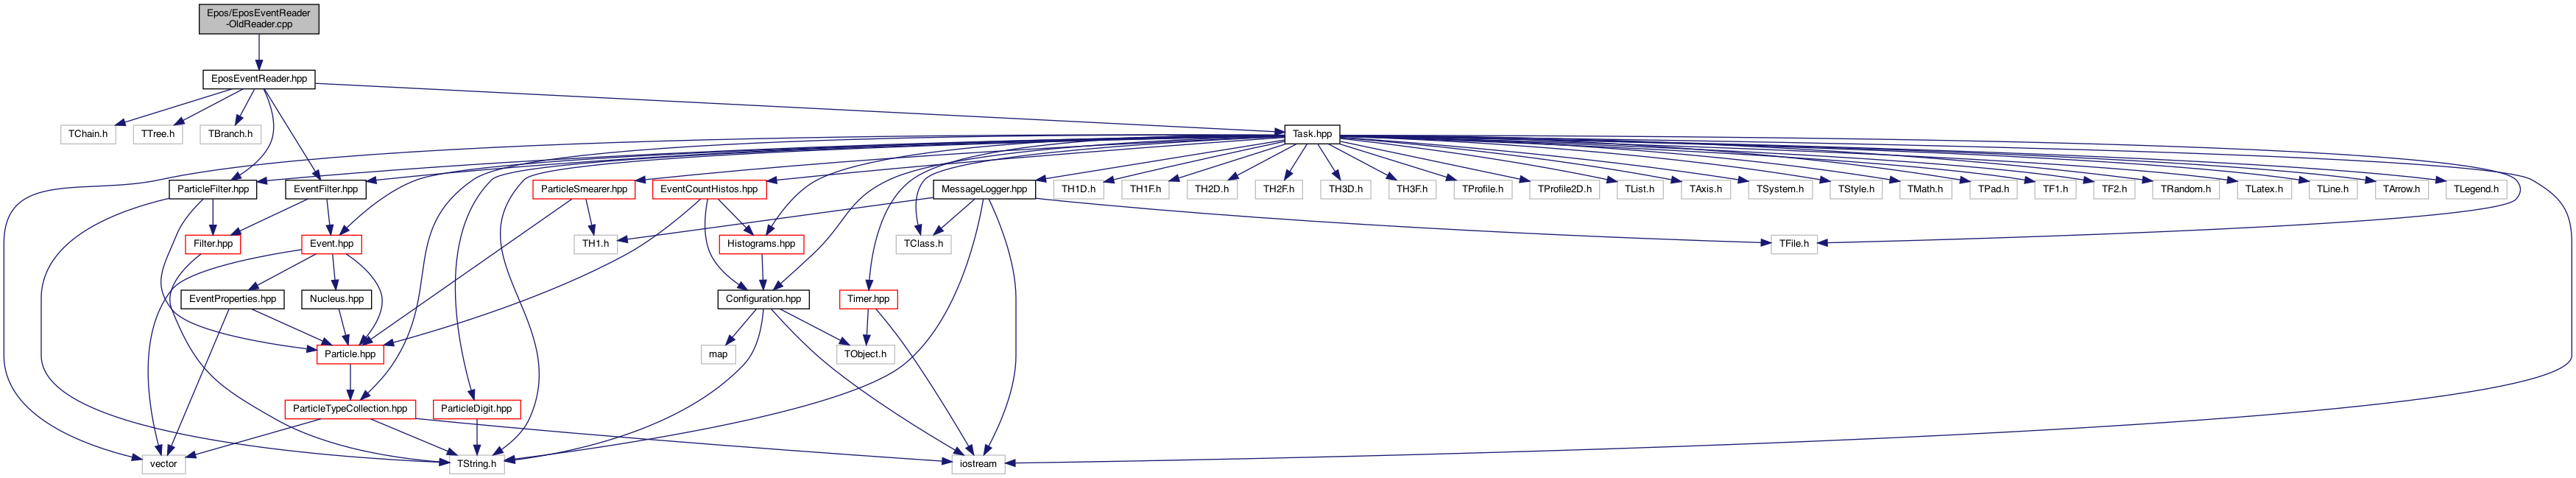 Epos/EposEventReader
-OldReader.cpp
EposEventReader.hpp
TChain.h
TTree.h
TBranch.h
Task.hpp
ParticleFilter.hpp
EventFilter.hpp
ParticleSmearer.hpp
EventCountHistos.hpp
MessageLogger.hpp
TH1D.h
TH1F.h
TH2D.h
TH2F.h
TH3D.h
TH3F.h
TProfile.h
TProfile2D.h
TList.h
TAxis.h
TSystem.h
TStyle.h
TMath.h
TPad.h
TF1.h
TF2.h
TRandom.h
TLatex.h
TLine.h
TArrow.h
TLegend.h
Filter.hpp
Event.hpp
TH1.h
Histograms.hpp
TClass.h
TFile.h
EventProperties.hpp
Nucleus.hpp
Configuration.hpp
Timer.hpp
Particle.hpp
map
TObject.h
ParticleTypeCollection.hpp
ParticleDigit.hpp
vector
TString.h
iostream